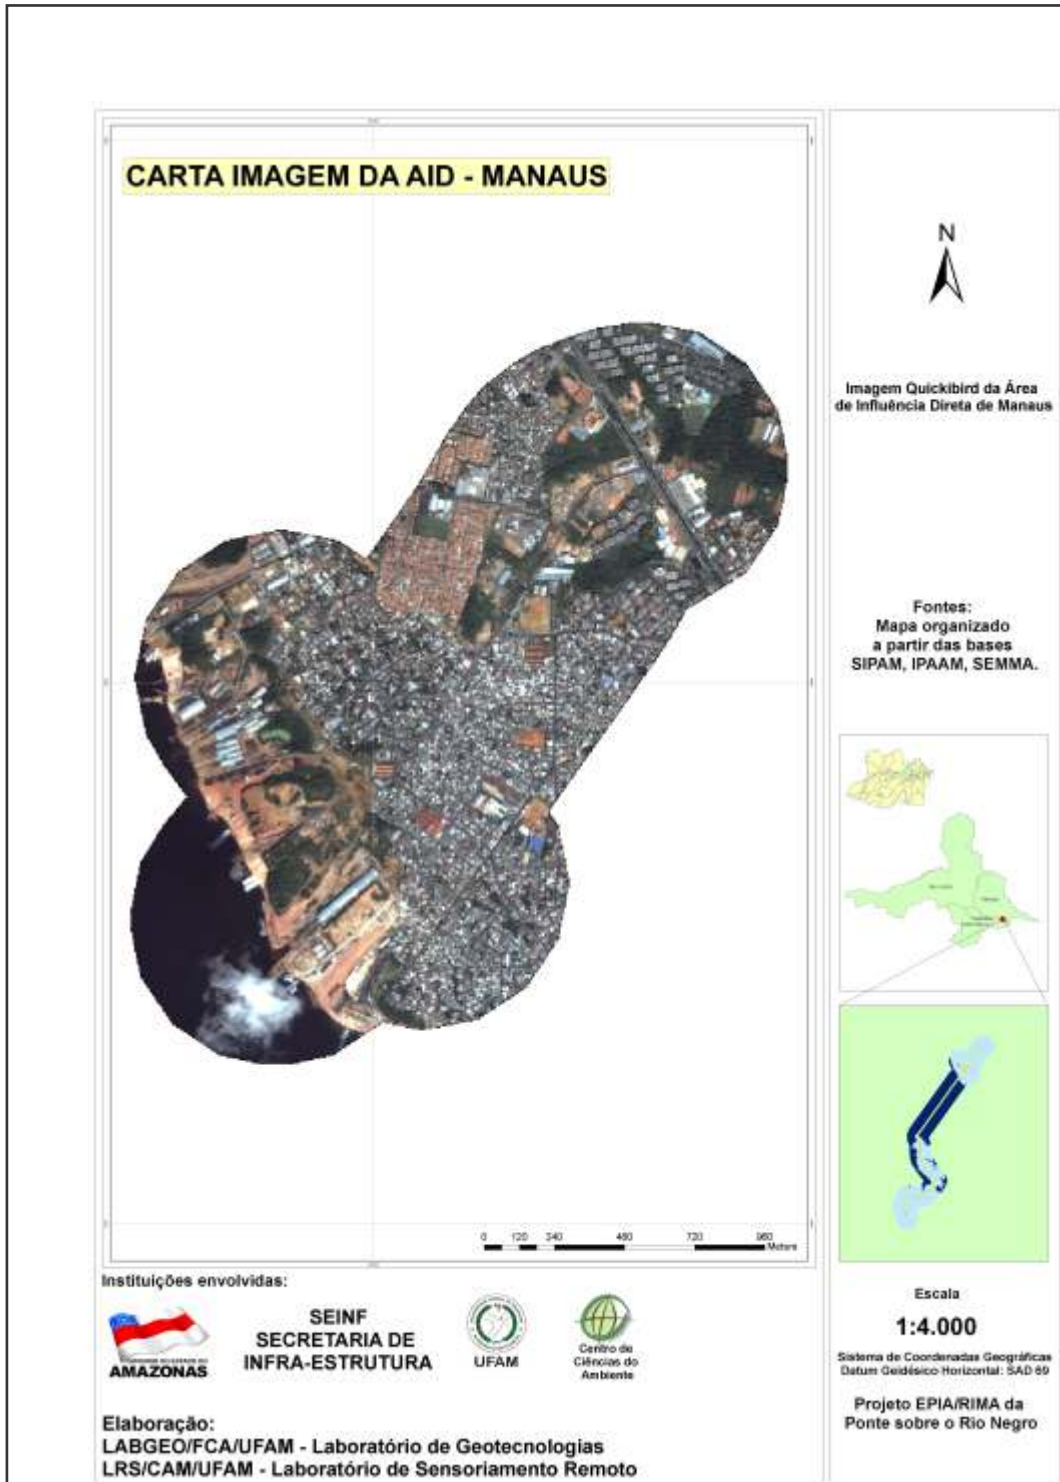 CARTA IMAGEM DA AID - MANAUS
N
Imagem Quickibird da Área
de Influência Direta de Manaus
Fontes:
Mapa organizado
a partir das bases
SIPAM, IPAAM, SEMMA.
0 120 240 480 720 960
Meters
Instituições envolvidas:
AMAZONAS
SEINF
SECRETARIA DE
INFRA-ESTRUTURA
UFAM
Centro de
Ciências do
Ambiente
Escala
1:4.000
Sistema de Coordenadas Geográficas
Datum Geidésico Horizontal: SAD 69
Projeto EPIA/RIMA da
Ponte sobre o Rio Negro
Elaboração:
LABGEO/FCA/UFAM - Laboratório de Geotecnologias
LRS/CAM/UFAM - Laboratório de Sensoriamento Remoto